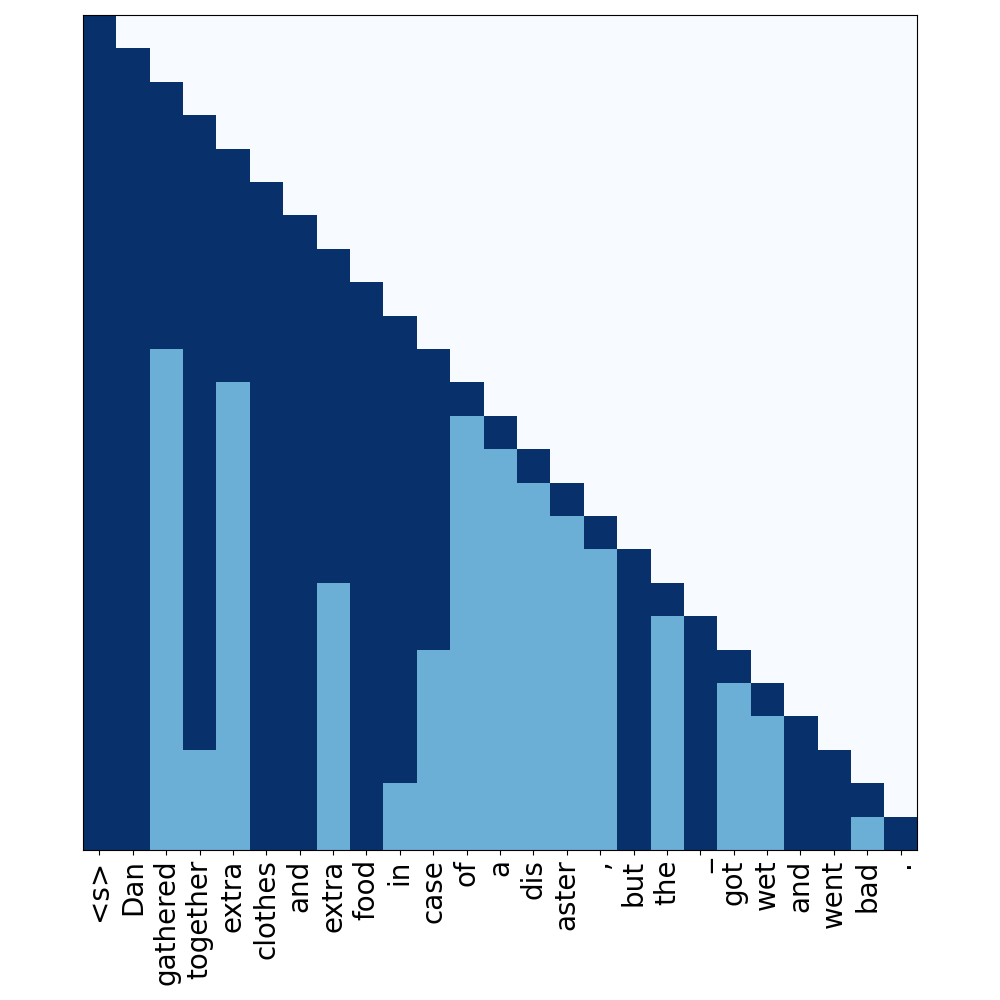 <s>
Dan
gathered
together
extra
clothes
and
extra
food
in
case
of
a
dis
aster
,
but
the
_
got
wet
and
went
bad
.